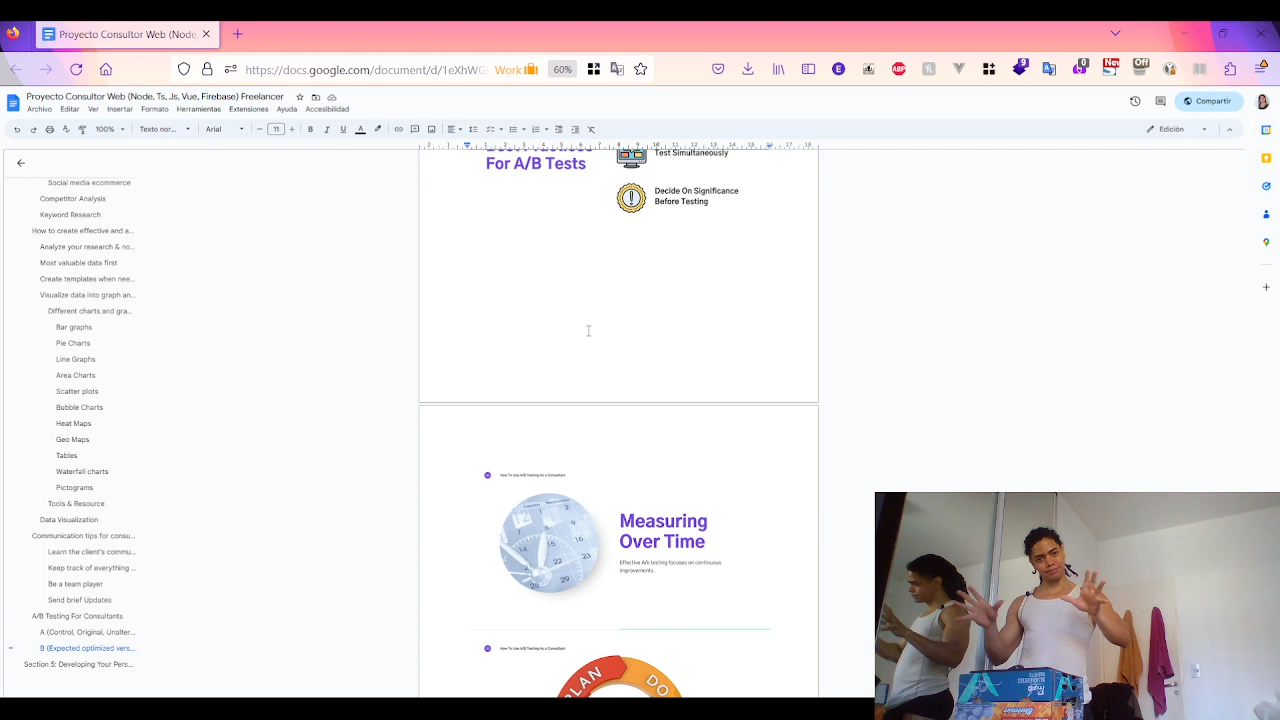 Proyecto Consultor Web (Node,
https://docs.google.com/document/d/1eXhWG
Work
60%
New
Off
Proyecto Consultor Web (Node, Ts, Js, Vue, Firebase) Freelancer
Archivo Editar Ver Insertar Formato Herramientas Extensiones Ayuda Accesibilidad
Compartir
100% Texto nor... Arial 11
Edición
Social media ecommerce
Competitor Analysis
Keyword Research
How to create effective and a...
Analyze your research & no...
Most valuable data first
Create templates when nee...
Visualize data into graph an...
Different charts and gra...
Bar graphs
Pie Charts
Line Graphs
Area Charts
Scatter plots
Bubble Charts
Heat Maps
Geo Maps
Tables
Waterfall charts
Pictograms
Tools & Resource
Data Visualization
Communication tips for consu...
Learn the client's commu...
Keep track of everything ...
Be a team player
Send brief Updates
A/B Testing For Consultants
A (Control, Original, Unalter...
B (Expected optimized vers...
Section 5: Developing Your Pers...
For A/B Tests
Test Simultaneously
Decide On Significance
Before Testing
How To Use A/B Testing As a Consultant
Measuring
Over Time
Effective A/b testing focuses on continuous
improvements.
How To Use A/B Testing As a Consultant
PLAN
DO